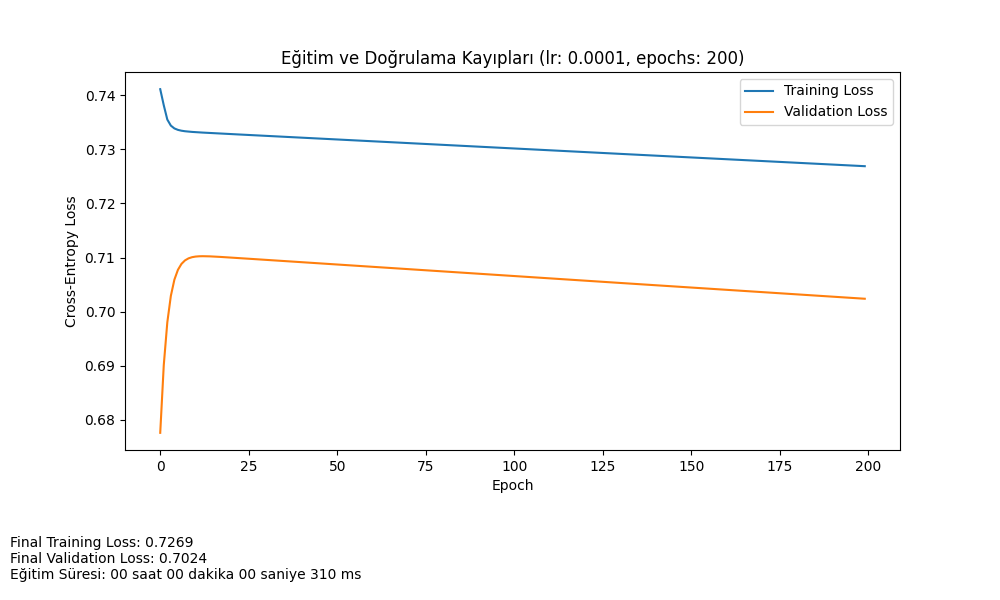 Eğitim ve Doğrulama Kayıpları (lr: 0.0001, epochs: 200)
Training Loss
Validation Loss
Cross-Entropy Loss
0.74
0.73
0.72
0.71
0.70
0.69
0.68
0 25 50 75 100 125 150 175 200
Epoch
Final Training Loss: 0.7269
Final Validation Loss: 0.7024
Eğitim Süresi: 00 saat 00 dakika 00 saniye 310 ms